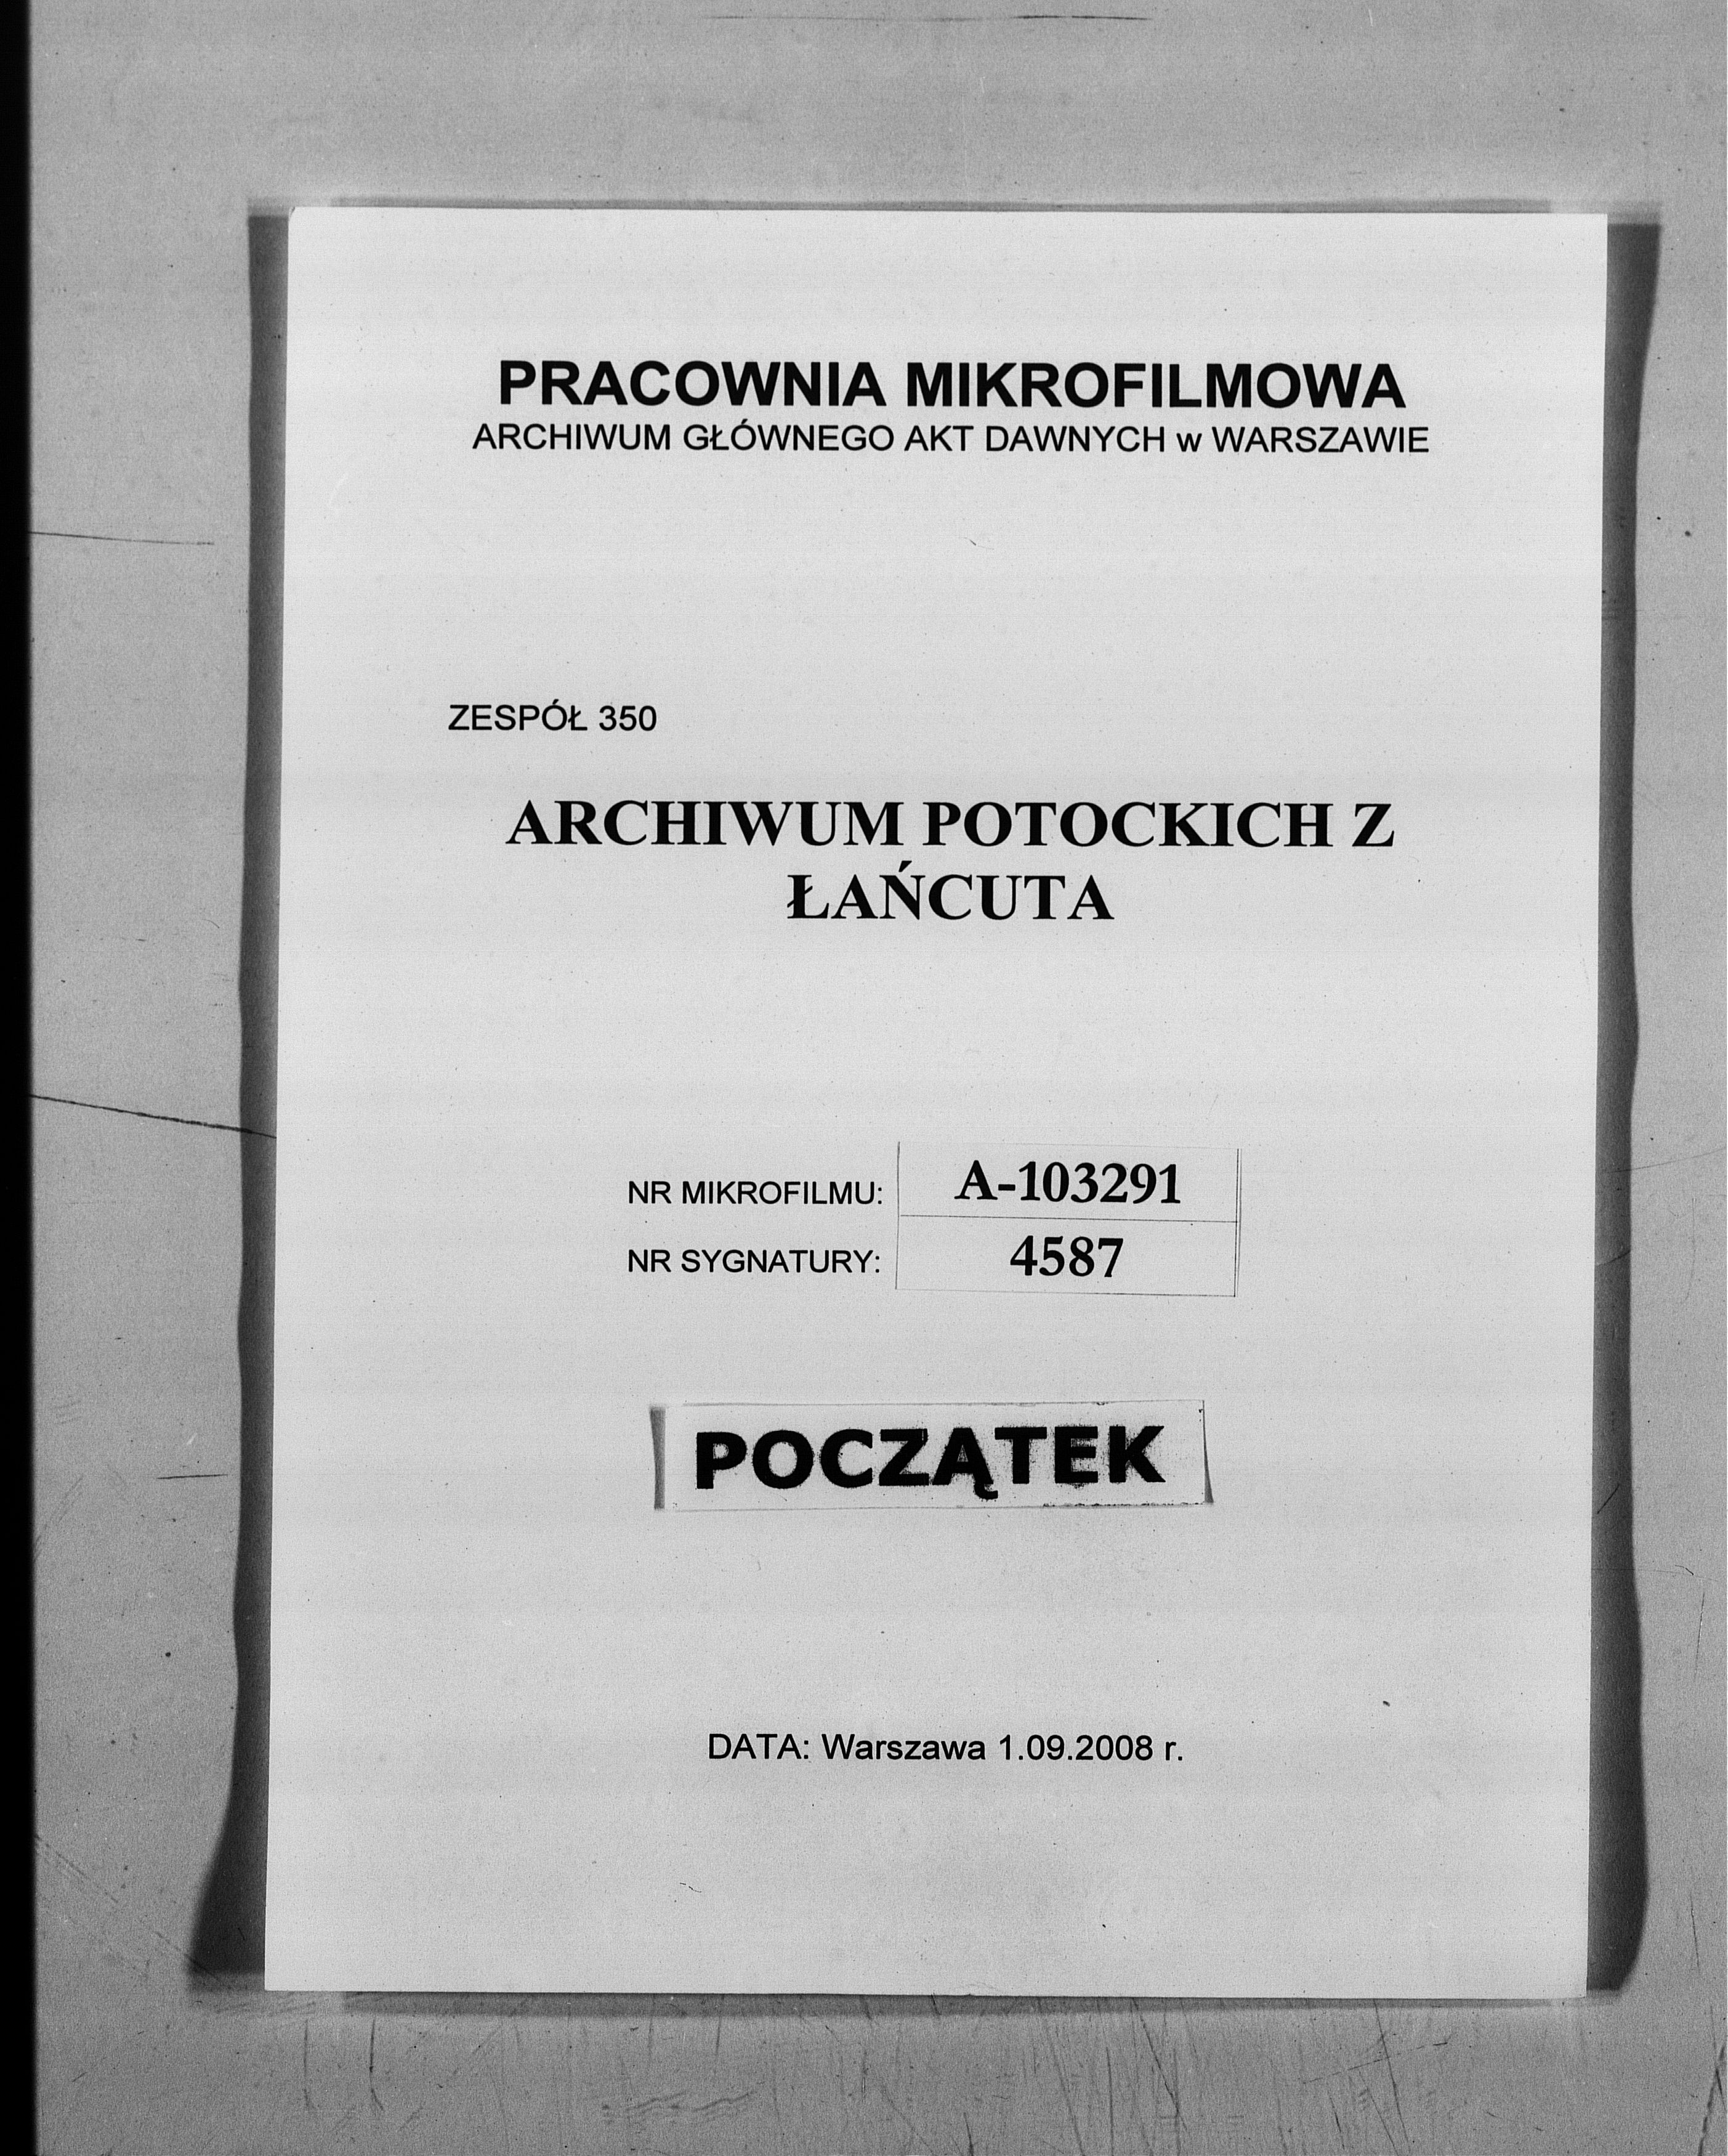 PRACOWNIA MIKROFILMOWA
ARCHIWUM GŁÓWNEGO AKT DAWNYCH w WARSZAWIE
ZESPÓŁ 350
ARCHIWUM POTOCKICH Z
ŁAŃCUTA
NR MIKROFILMU: A-103291
NR SYGNATURY: 4587
POCZĄTEK
DATA: Warszawa 1.09.2008 r.